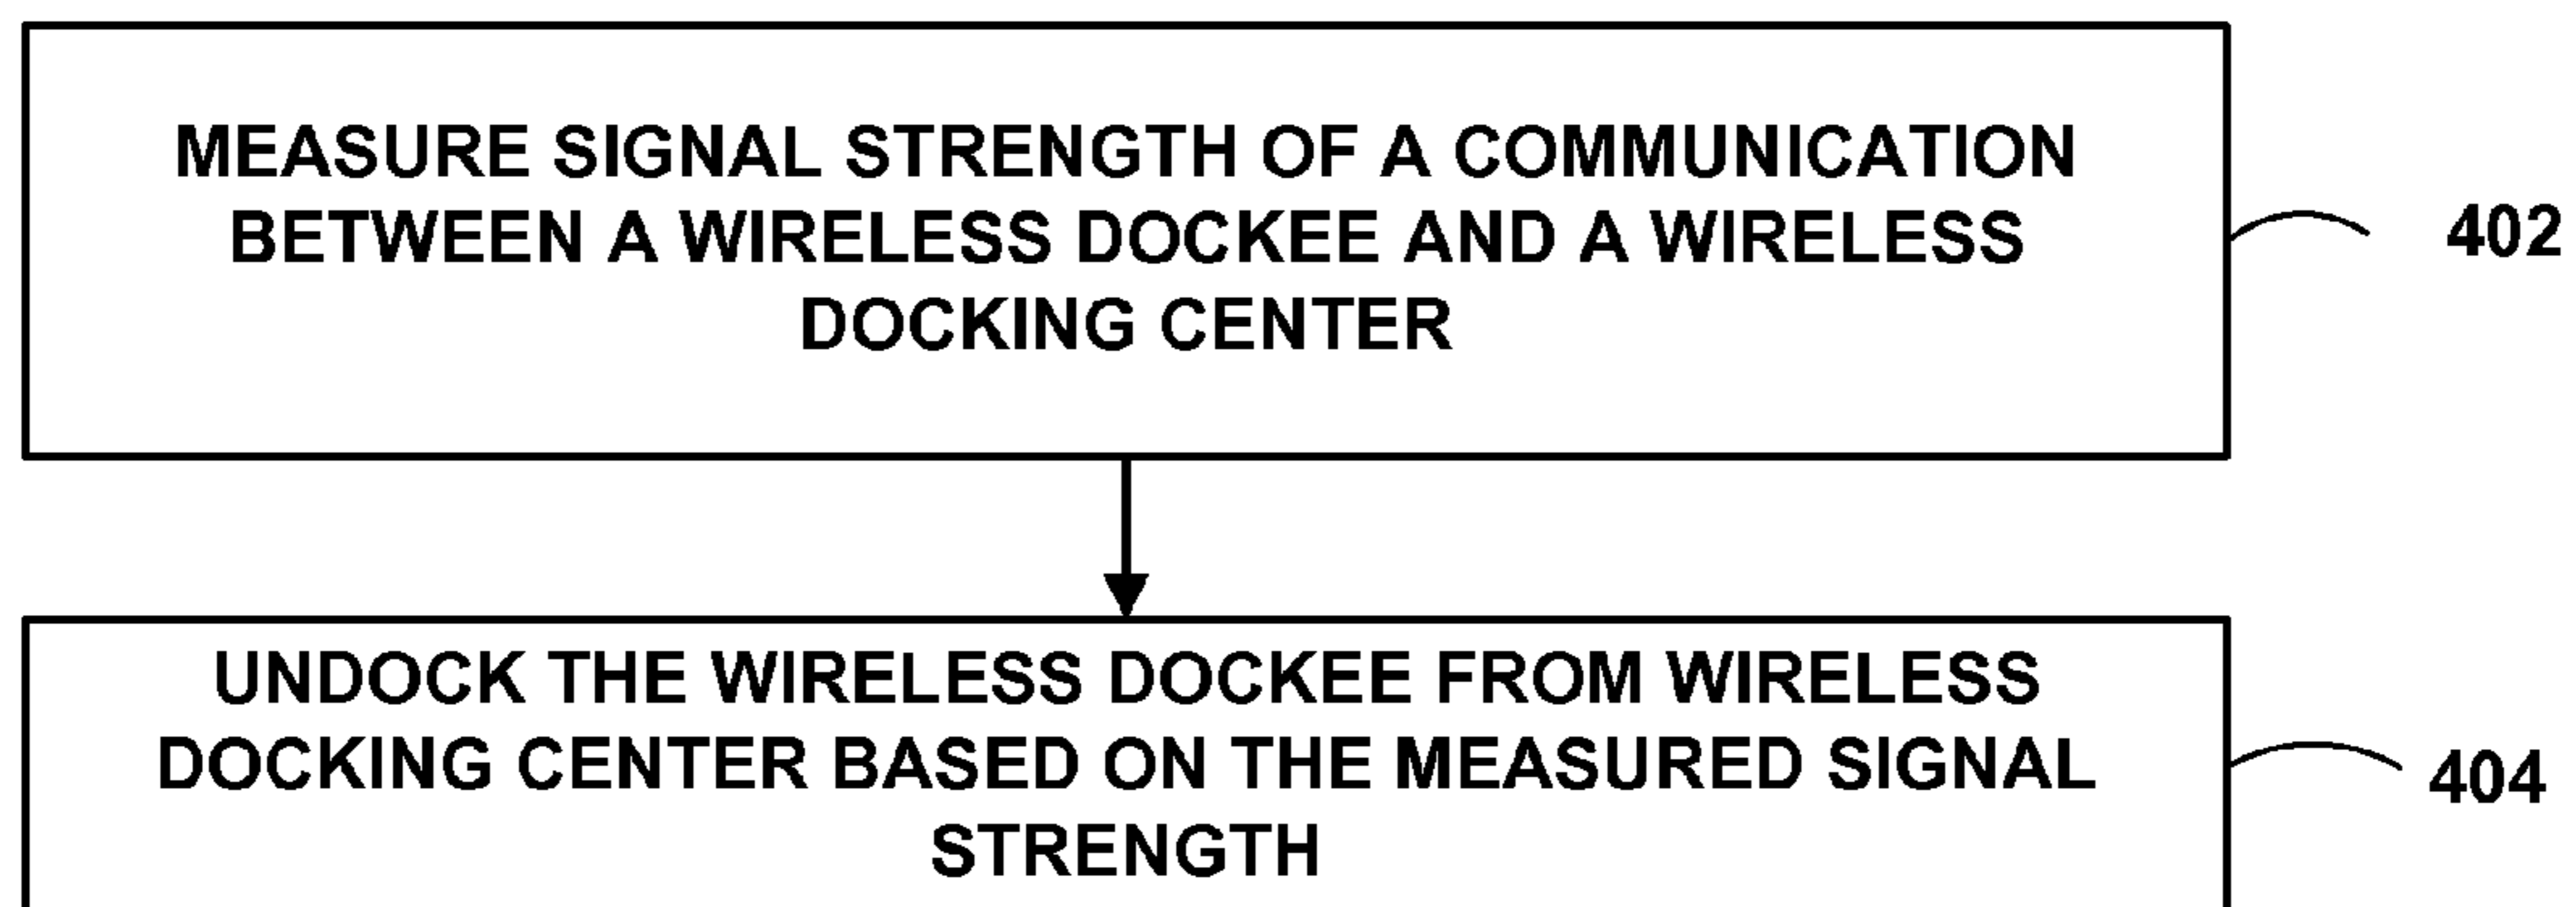 MEASURE SIGNAL STRENGTH OF A COMMUNICATION
BETWEEN A WIRELESS DOCKEE AND A WIRELESS
DOCKING CENTER
402
UNDOCK THE WIRELESS DOCKEE FROM WIRELESS
DOCKING CENTER BASED ON THE MEASURED SIGNAL
STRENGTH
404